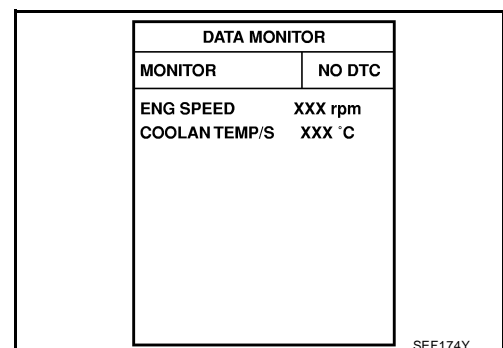 DATA MONITOR
MONITOR NO DTC
ENG SPEED XXX rpm
COOLAN TEMP/S XXX °C
SEF174Y